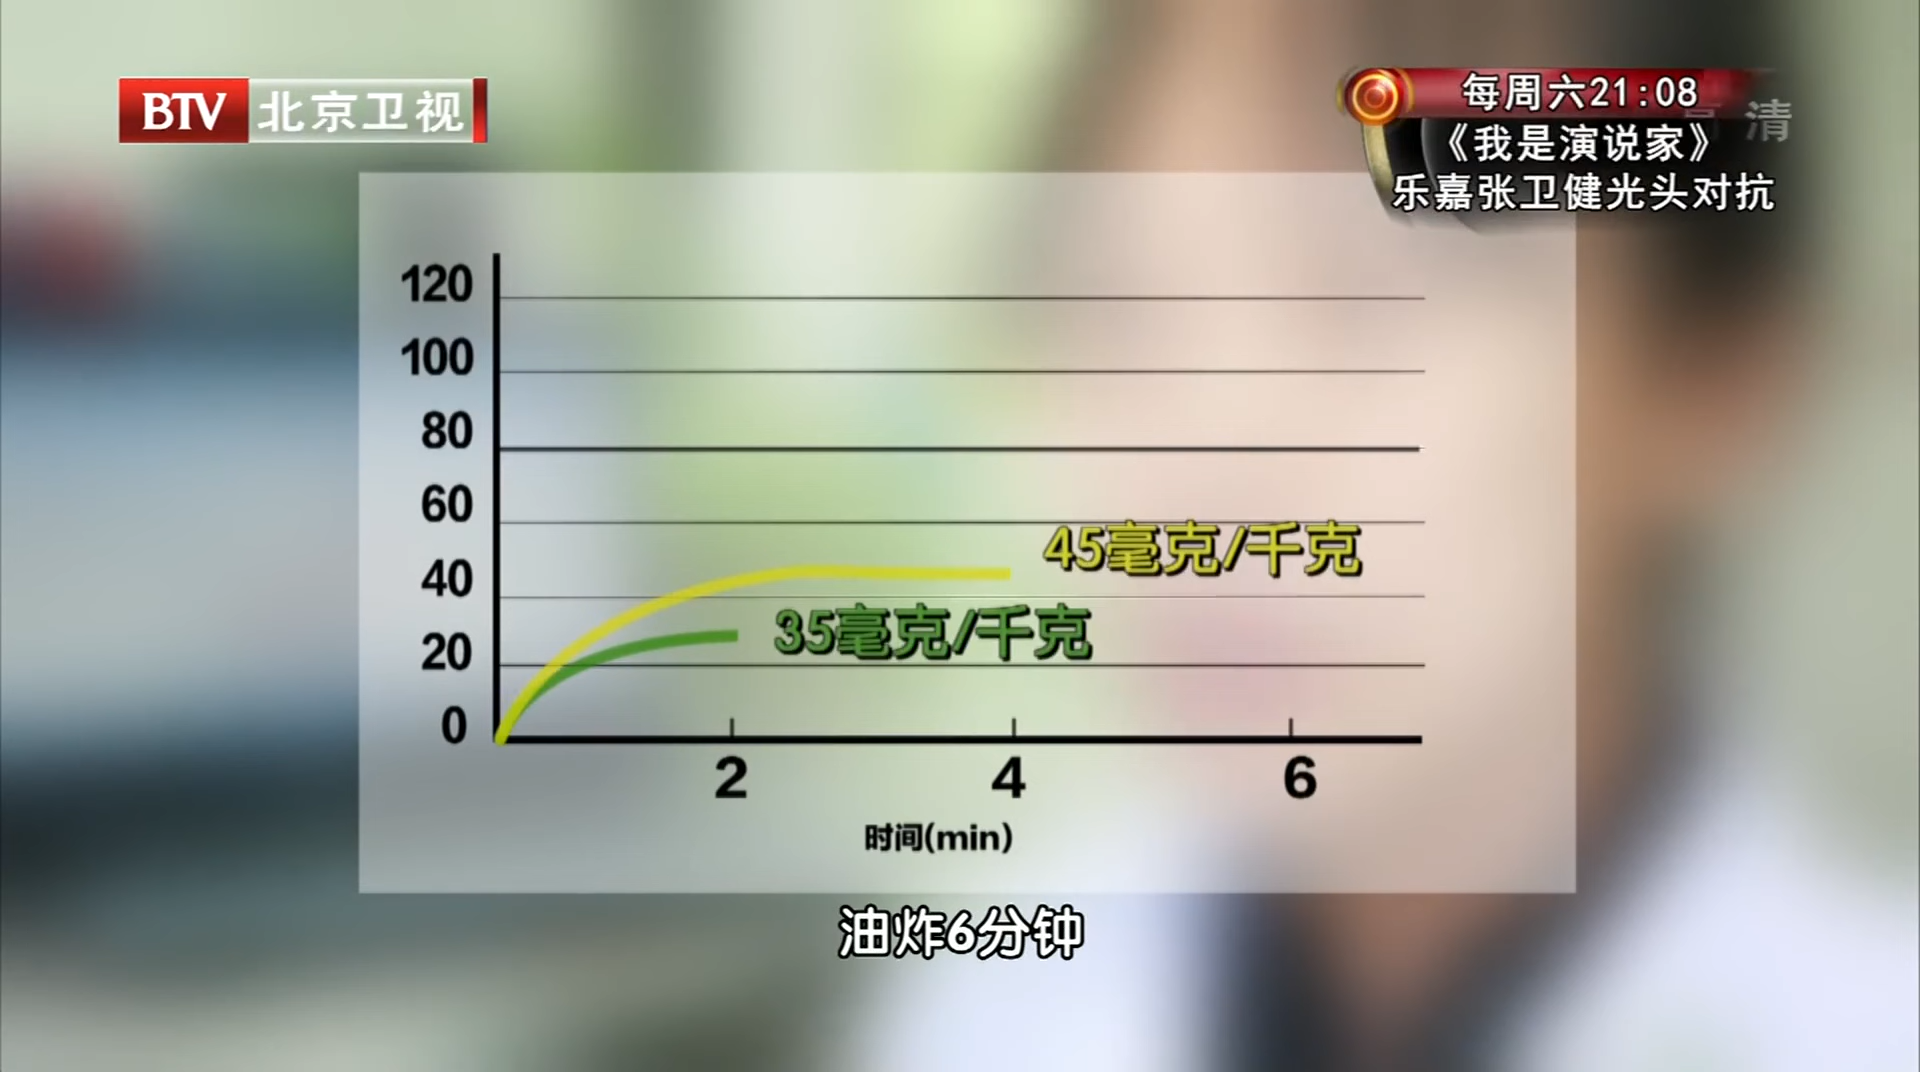 BTV 北京卫视
每周六21:08
清
《我是演说家》
乐嘉张卫健光头对抗
120
100
80
60
40
20
0
45毫克/千克
35毫克/千克
2 4 6
时间(min)
油炸6分钟